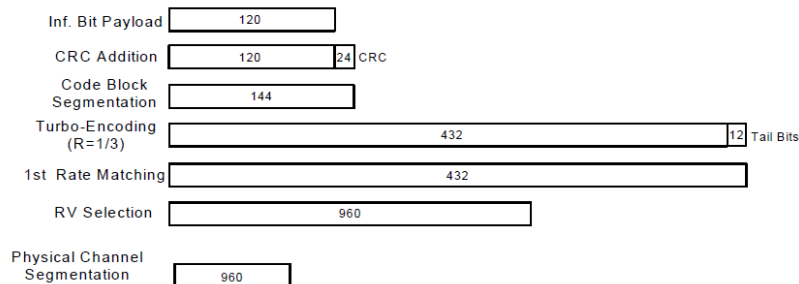 Inf. Bit Payload 120
CRC Addition 120 24 CRC
Code Block
Segmentation 144
Turbo-Encoding
(R=1/3) 432 12 Tail Bits
1st Rate Matching 432
RV Selection 960
Physical Channel
Segmentation 960